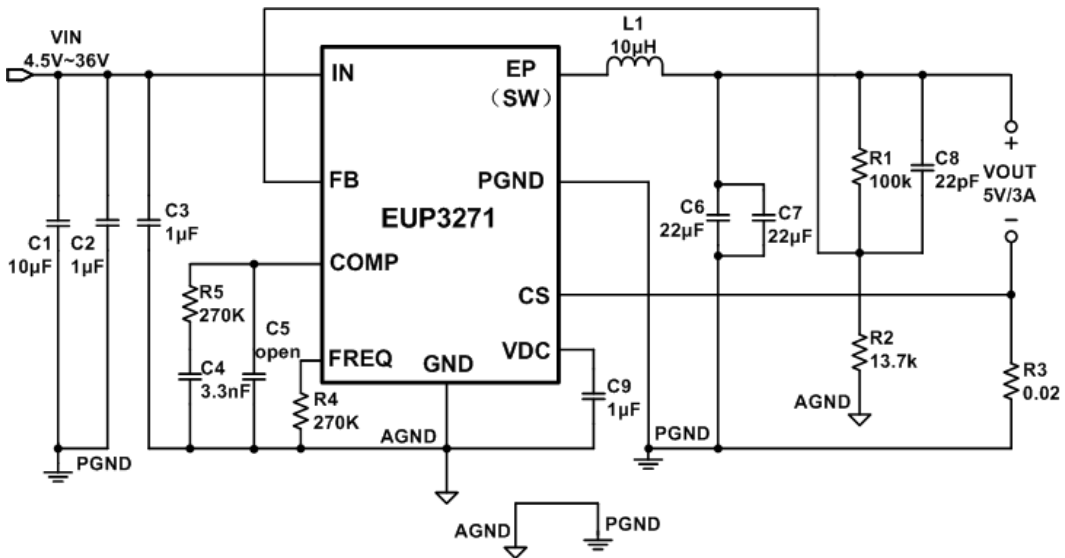 VIN
4.5V~36V
L1
10μH
IN
EP
(SW)
FB
PGND
EUP3271
COMP
CS
FREQ
GND
VDC
C1
10μF
C2
1μF
C3
1μF
R5
270K
C4
3.3nF
C5
open
R4
270K
AGND
PGND
C9
1μF
C6
22μF
C7
22μF
R1
100k
C8
22pF
+
VOUT
5V/3A
−
R2
13.7k
AGND
R3
0.02
PGND
AGND
PGND